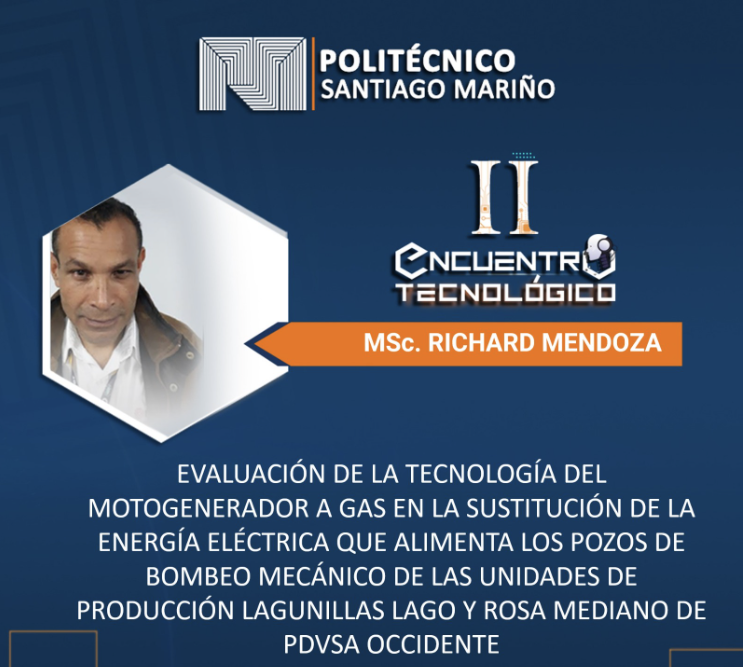 POLITÉCNICO
SANTIAGO MARIÑO
II
ENCUENTRO
TECNOLÓGICO
MSc. RICHARD MENDOZA
EVALUACIÓN DE LA TECNOLOGÍA DEL
MOTOGENERADOR A GAS EN LA SUSTITUCIÓN DE LA
ENERGÍA ELÉCTRICA QUE ALIMENTA LOS POZOS DE
BOMBEO MECÁNICO DE LAS UNIDADES DE
PRODUCCIÓN LAGUNILLAS LAGO Y ROSA MEDIANO DE
PDVSA OCCIDENTE